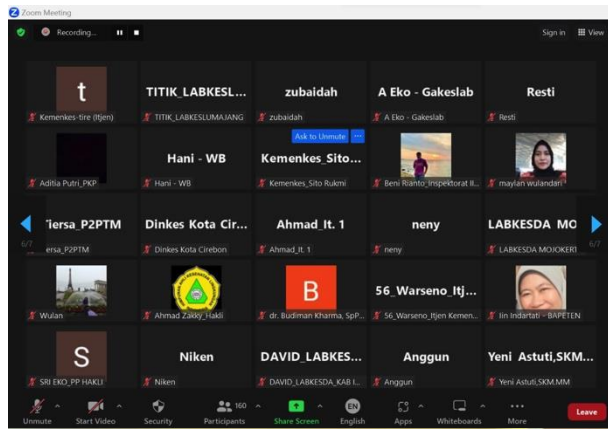 Zoom Meeting
Recording...
Sign in
View
t
Kemenkes-tire (Itjen)
TITIK_LABKESL...
TITIK_LABKESLUMAJANG
zubaidah
zubaidah
A Eko - Gakeslab
A Eko - Gakeslab
Resti
Resti
Aditia Putri_PKP
Hani - WB
Hani - WB
Ask to Unmute
Kemenkes_Sito...
Kemenkes_Sito Rukmi
Beni Rianto_Inspektorat II...
maylan wulandari
6/7
Tiersa_P2PTM
ersa_P2PTM
Dinkes Kota Cir...
Dinkes Kota Cirebon
Ahmad_It. 1
Ahmad_It. 1
neny
neny
LABKESDA MO
LABKESDA MOJOKERT
6/7
Wulan
Ahmad Zakky_Hakli
B
dr. Budiman Kharma, SpP...
56_Warseno_Itj...
56_Warseno_Itjen Kemen...
Iin Indartati - BAPETEN
S
SRI EKO_PP HAKLI
Niken
Niken
DAVID_LABKES...
DAVID_LABKESDA_KAB I...
Anggun
Anggun
Yeni Astuti,SKM...
Yeni Astuti,SKM.MM
Unmute
Start Video
Security
160
Participants
Share Screen
EN
English
Apps
Whiteboards
More
Leave